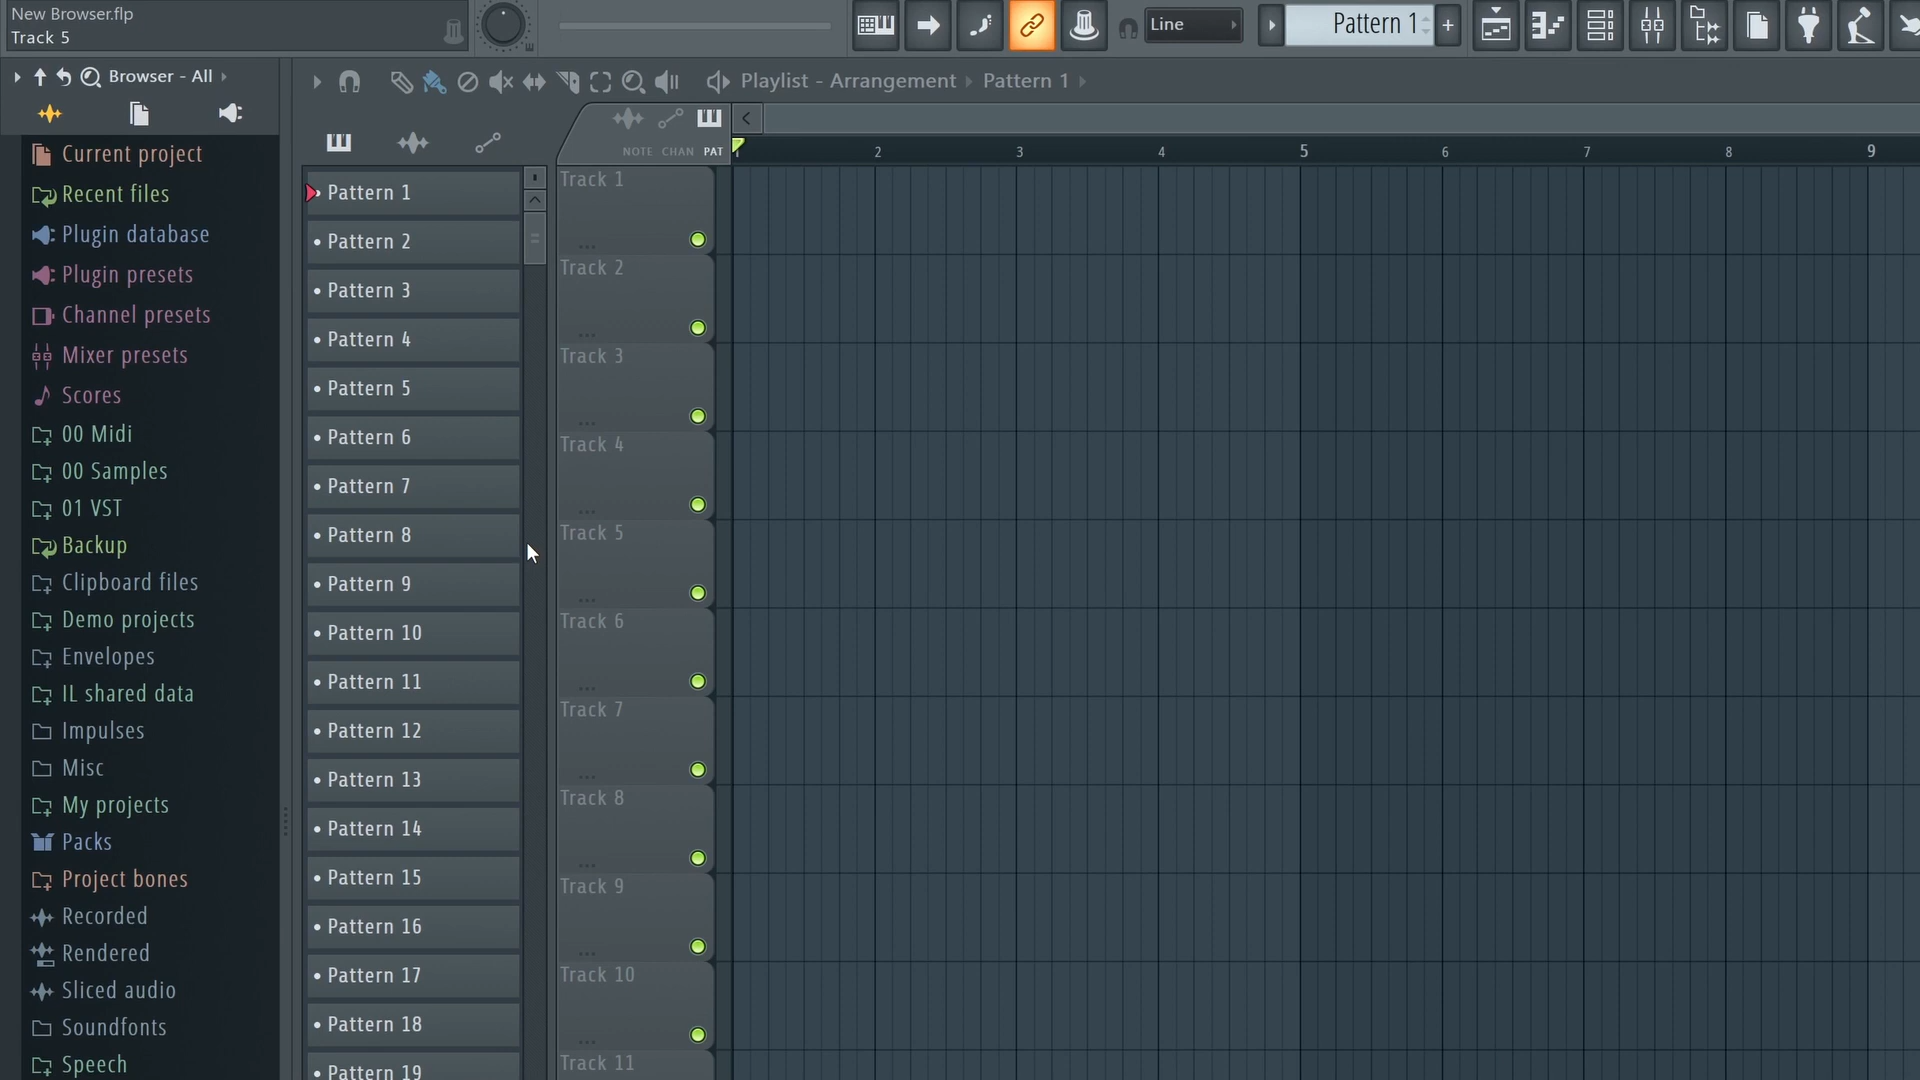 New Browser.flp
Track 5
Line
Pattern 1
+
Browser - All
Playlist - Arrangement
Pattern 1
NOTE CHAN PAT
1 2 3 4 5 6 7 8 9
Current project
Recent files
Plugin database
Plugin presets
Channel presets
Mixer presets
Scores
00 Midi
00 Samples
01 VST
Backup
Clipboard files
Demo projects
Envelopes
IL shared data
Impulses
Misc
My projects
Packs
Project bones
Recorded
Rendered
Sliced audio
Soundfonts
Speech
Pattern 1
Pattern 2
Pattern 3
Pattern 4
Pattern 5
Pattern 6
Pattern 7
Pattern 8
Pattern 9
Pattern 10
Pattern 11
Pattern 12
Pattern 13
Pattern 14
Pattern 15
Pattern 16
Pattern 17
Pattern 18
Pattern 19
Track 1
Track 2
Track 3
Track 4
Track 5
Track 6
Track 7
Track 8
Track 9
Track 10
Track 11